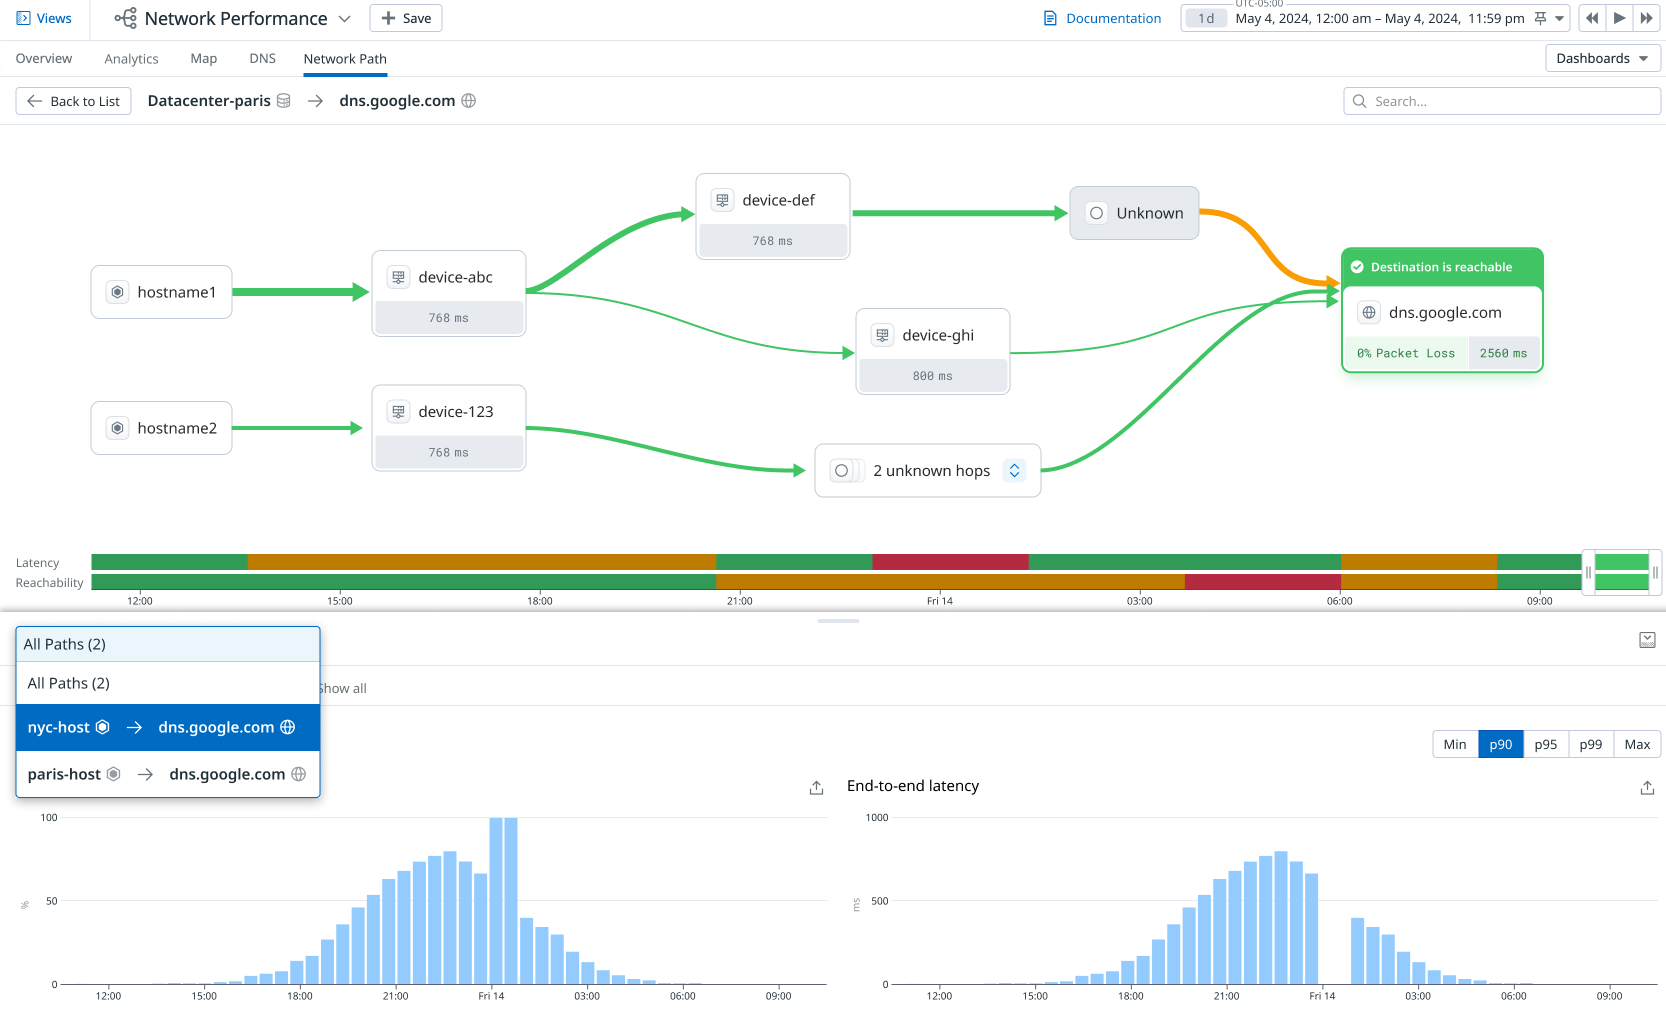 Views
Network Performance
Save
Documentation
UTC-05:00
1d
May 4, 2024, 12:00 am – May 4, 2024, 11:59 pm
Overview
Analytics
Map
DNS
Network Path
Dashboards
Back to List
Datacenter-paris
dns.google.com
Search...
device-def
768 ms
Unknown
Destination is reachable
dns.google.com
0% Packet Loss
2560 ms
hostname1
device-abc
768 ms
device-ghi
800 ms
hostname2
device-123
768 ms
2 unknown hops
Latency
Reachability
12:00
15:00
18:00
21:00
Fri 14
03:00
06:00
09:00
All Paths (2)
All Paths (2)
Show all
nyc-host
dns.google.com
paris-host
dns.google.com
Min
p90
p95
p99
Max
100
50
0
%
12:00
15:00
18:00
21:00
Fri 14
03:00
06:00
09:00
End-to-end latency
1000
500
0
ms
12:00
15:00
18:00
21:00
Fri 14
03:00
06:00
09:00